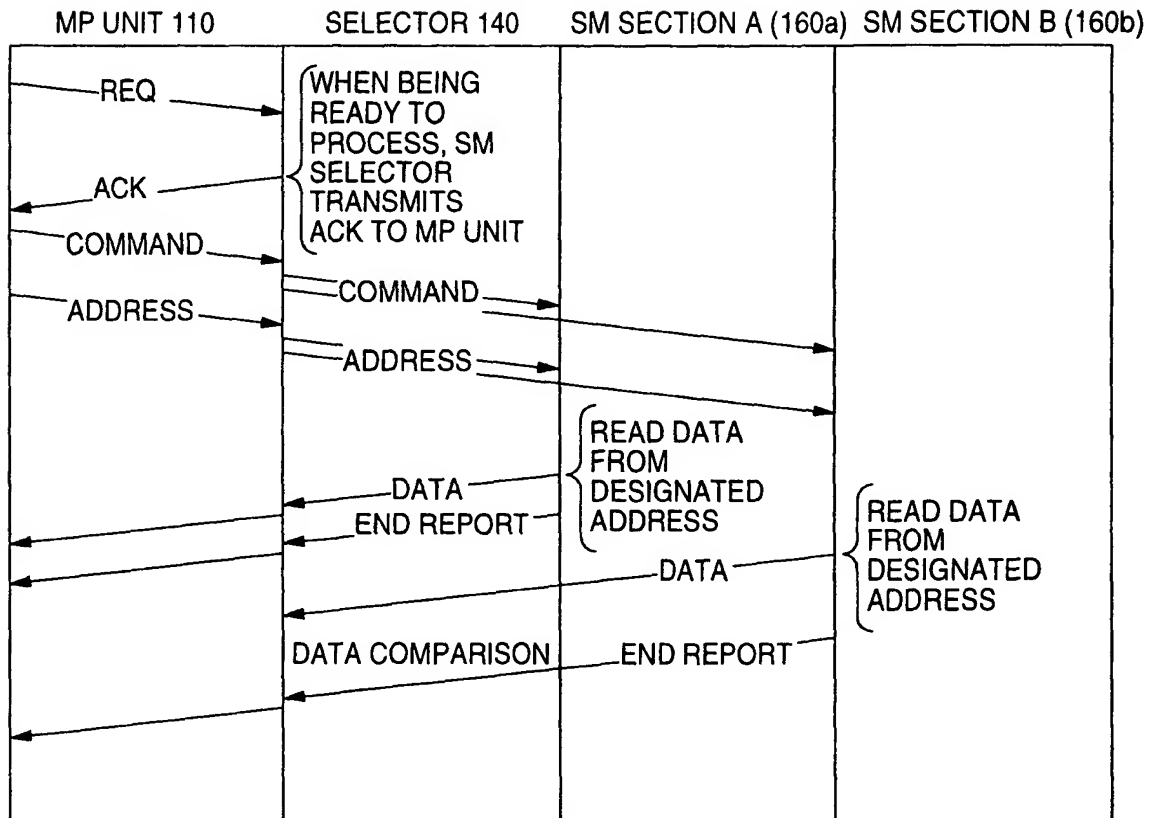 MP UNIT 110
SELECTOR 140
SM SECTION A (160a)
SM SECTION B (160b)
REQ
WHEN BEING
READY TO
PROCESS, SM
SELECTOR
TRANSMITS
ACK TO MP UNIT
ACK
COMMAND
COMMAND
ADDRESS
ADDRESS
READ DATA
FROM
DESIGNATED
ADDRESS
DATA
END REPORT
READ DATA
FROM
DESIGNATED
ADDRESS
DATA
DATA COMPARISON
END REPORT